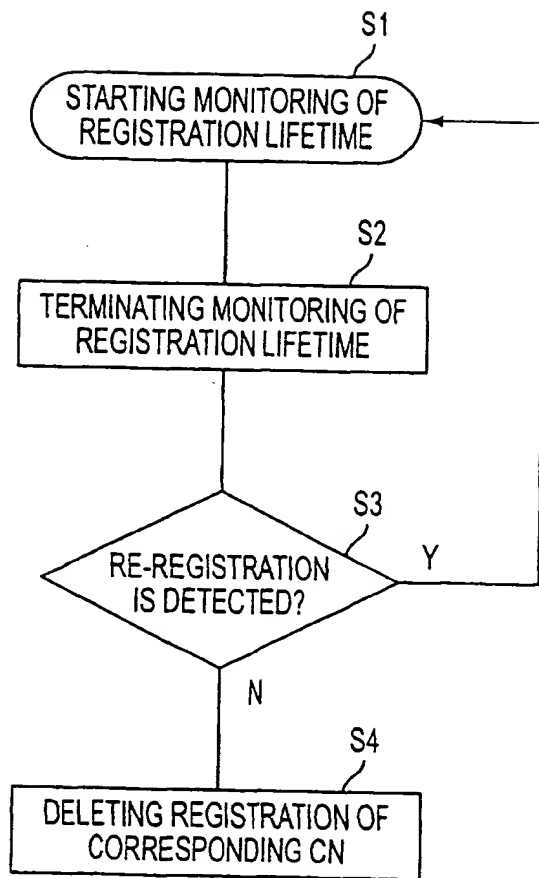 S1
STARTING MONITORING OF
REGISTRATION LIFETIME
S2
TERMINATING MONITORING OF
REGISTRATION LIFETIME
S3
RE-REGISTRATION
IS DETECTED?
Y
N
S4
DELETING REGISTRATION OF
CORRESPONDING CN